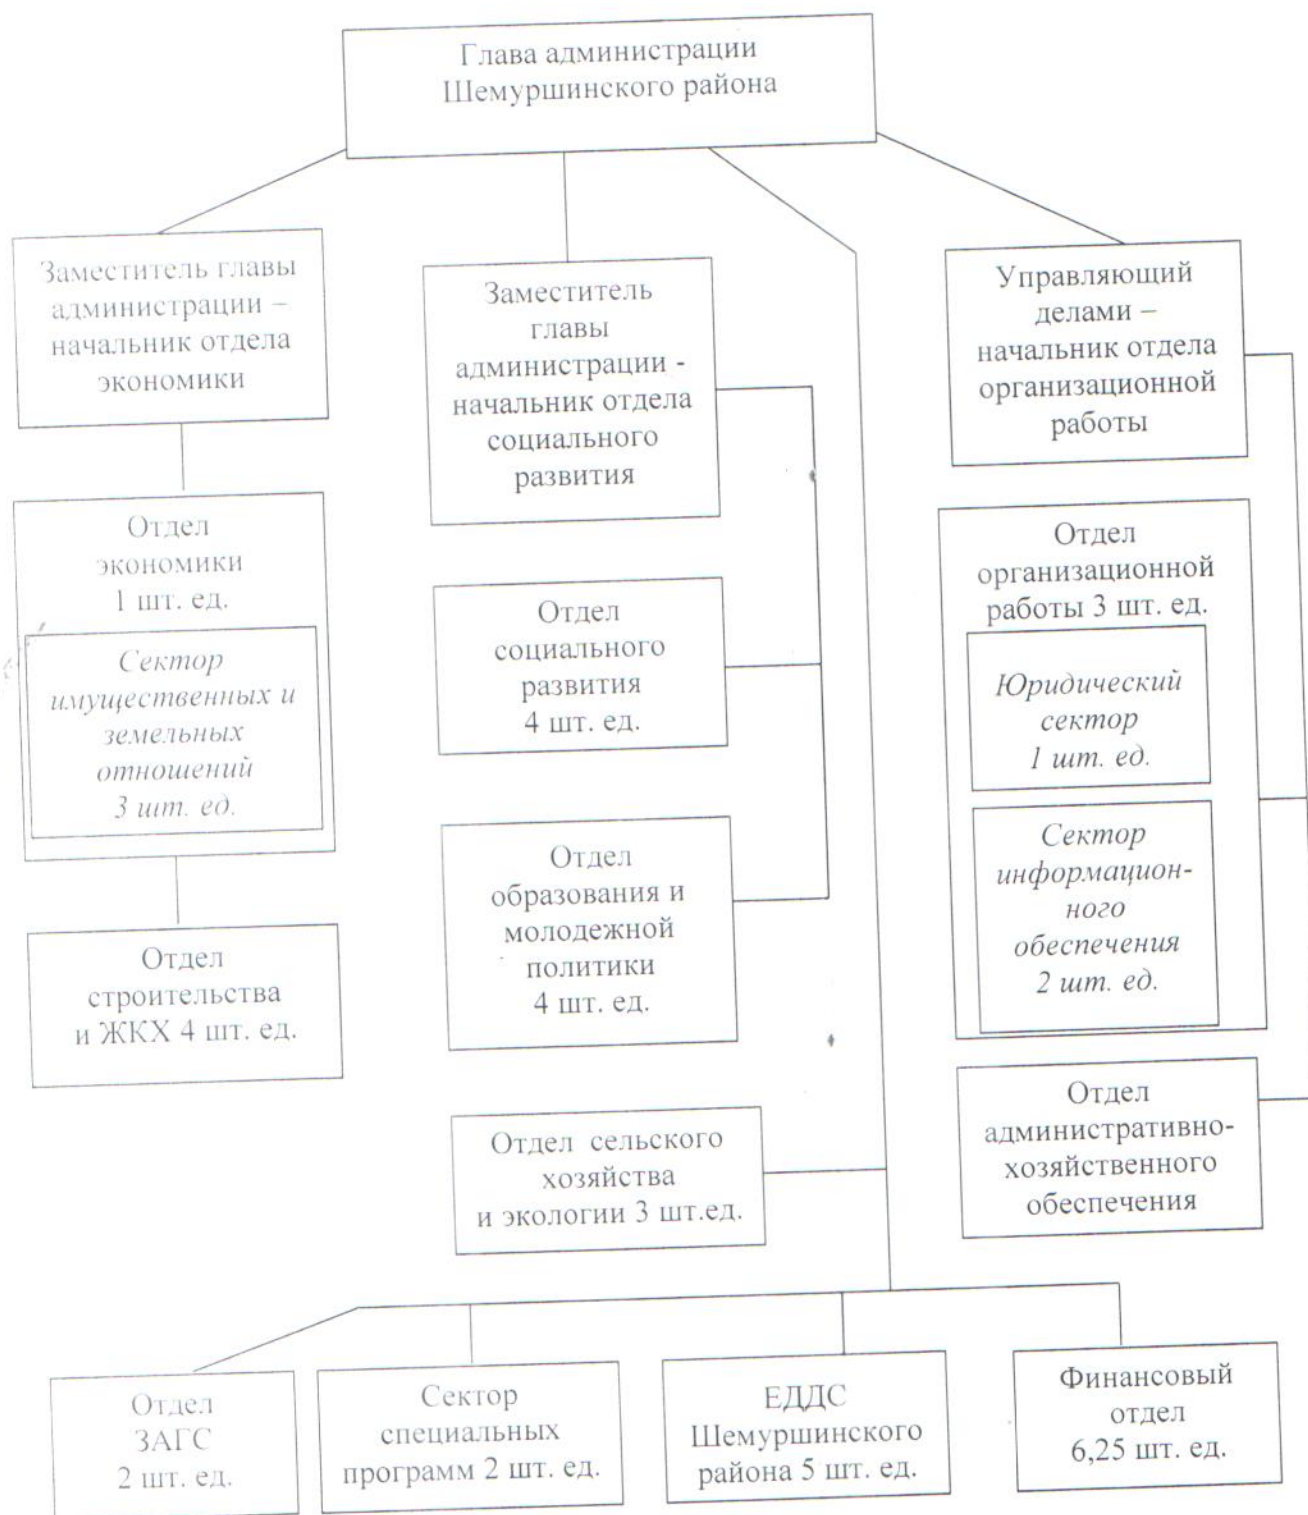 Глава администрации
Шемуршинского района
Заместитель главы
администрации –
начальник отдела
экономики
Заместитель
главы
администрации -
начальник отдела
социального
развития
Управляющий
делами –
начальник отдела
организационной
работы
Отдел
экономики
1 шт. ед.
Сектор
имущественных и
земельных
отношений
3 шт. ед.
Отдел
строительства
и ЖКХ 4 шт. ед.
Отдел
социального
развития
4 шт. ед.
Отдел
образования и
молодежной
политики
4 шт. ед.
Отдел
организационной
работы 3 шт. ед.
Юридический
сектор
1 шт. ед.
Сектор
информацион-
ного
обеспечения
2 шт. ед.
Отдел
административно-
хозяйственного
обеспечения
Отдел сельского
хозяйства
и экологии 3 шт.ед.
Отдел
ЗАГС
2 шт. ед.
Сектор
специальных
программ 2 шт. ед.
ЕДДС
Шемуршинского
района 5 шт. ед.
Финансовый
отдел
6,25 шт. ед.